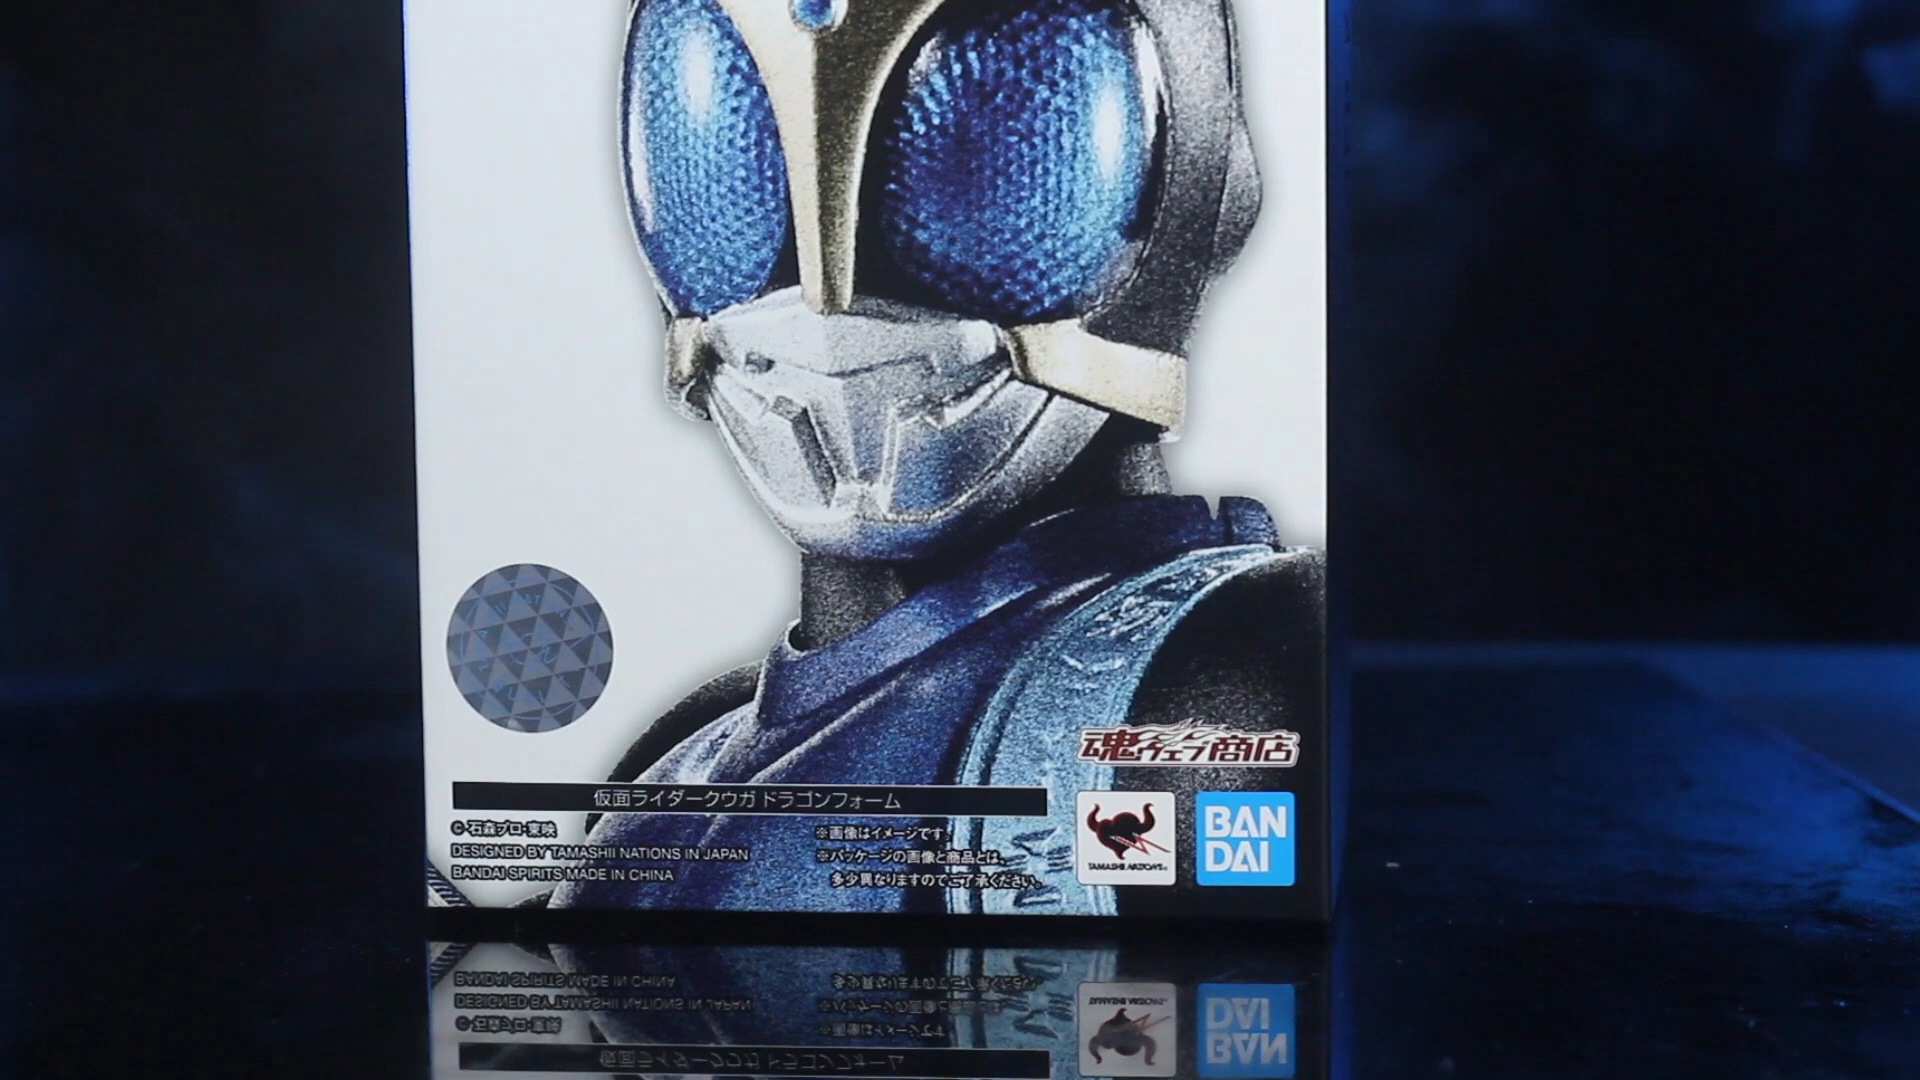 魂ウェブ商店
仮面ライダークウガ ドラゴンフォーム
© 石森プロ・東映
DESIGNED BY TAMASHII NATIONS IN JAPAN
BANDAI SPIRITS MADE IN CHINA
※画像はイメージです。
※パッケージの画像と商品とは、
多少異なりますのでご了承ください。
TAMASHII NATIONS
BAN
DAI